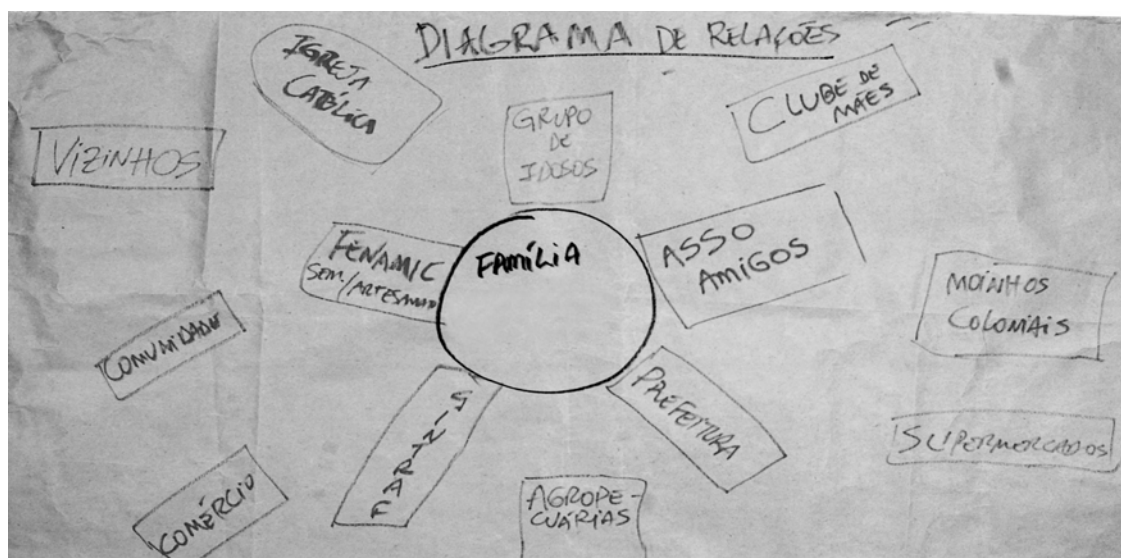 DIAGRAMA DE RELAÇÕES
IGREJA
CATÓLICA
GRUPO
DE
IDOSOS
CLUBE DE
MÃES
VIZINHOS
FENAMIC
SEM/ARTESANATO
FAMÍLIA
ASSO
AMIGOS
MOINHOS
COLONIAIS
COMUNIDADE
SINTRAF
PREFEITURA
SUPERMERCADOS
COMÉRCIO
AGROPE-
CUÁRIAS